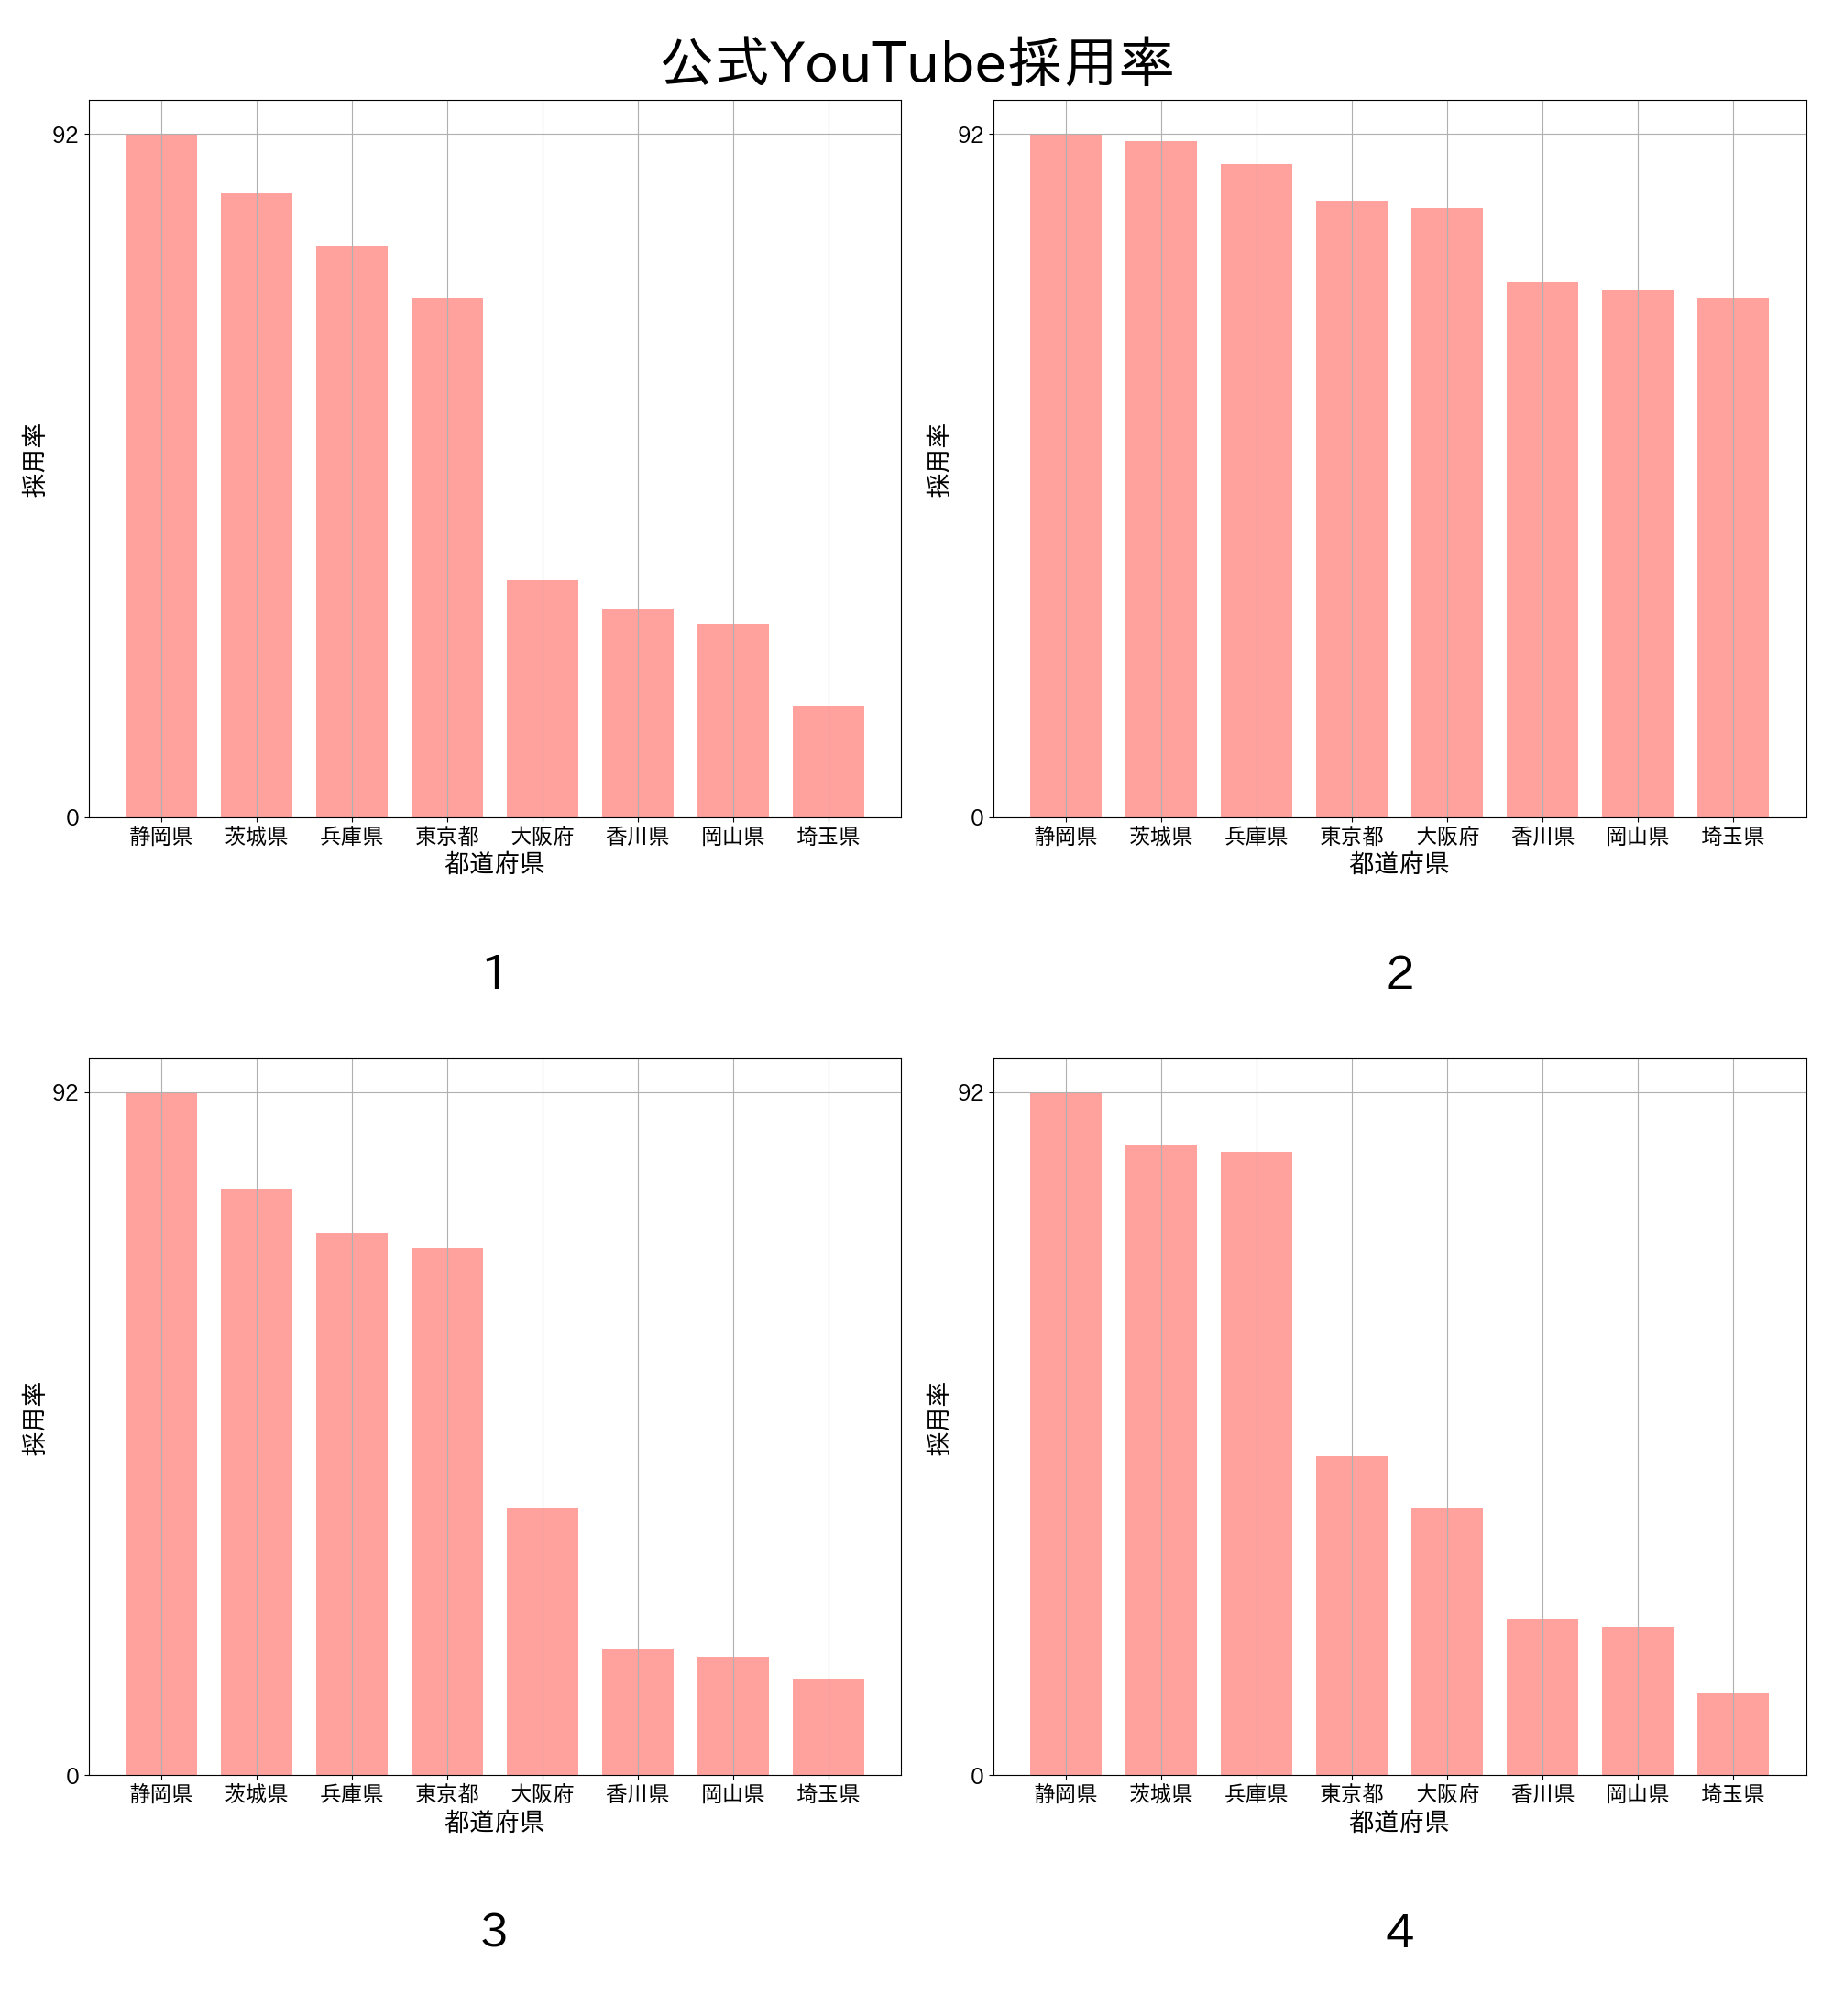 公式YouTube採用率
92
0
採用率
静岡県 茨城県 兵庫県 東京都 大阪府 香川県 岡山県 埼玉県
都道府県
1
92
0
採用率
静岡県 茨城県 兵庫県 東京都 大阪府 香川県 岡山県 埼玉県
都道府県
2
92
0
採用率
静岡県 茨城県 兵庫県 東京都 大阪府 香川県 岡山県 埼玉県
都道府県
3
92
0
採用率
静岡県 茨城県 兵庫県 東京都 大阪府 香川県 岡山県 埼玉県
都道府県
4